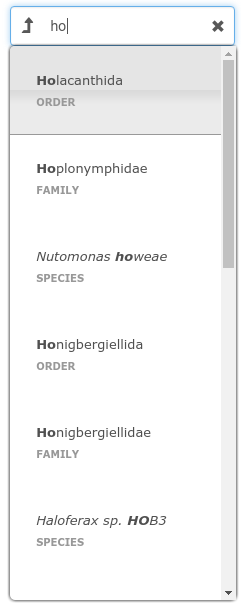 ho
Holacanthida
ORDER
Hoplonymphidae
FAMILY
Nutomonas howeae
SPECIES
Honigbergiellida
ORDER
Honigbergiellidae
FAMILY
Haloferax sp. HOB3
SPECIES